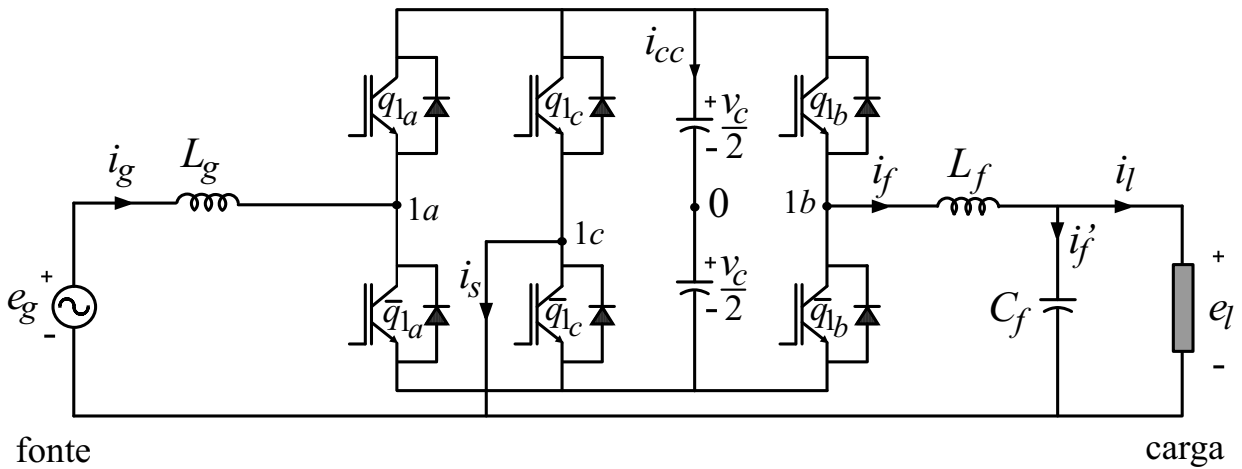 i_cc
q_1a
q_1c
+ v_c/2 -
q_1b
i_g
L_g
1a
1c
0
1b
i_f
L_f
i_l
i_f'
+
e_g
-
q̄_1a
i_s
q̄_1c
+ v_c/2 -
q̄_1b
C_f
+
e_l
-
fonte
carga